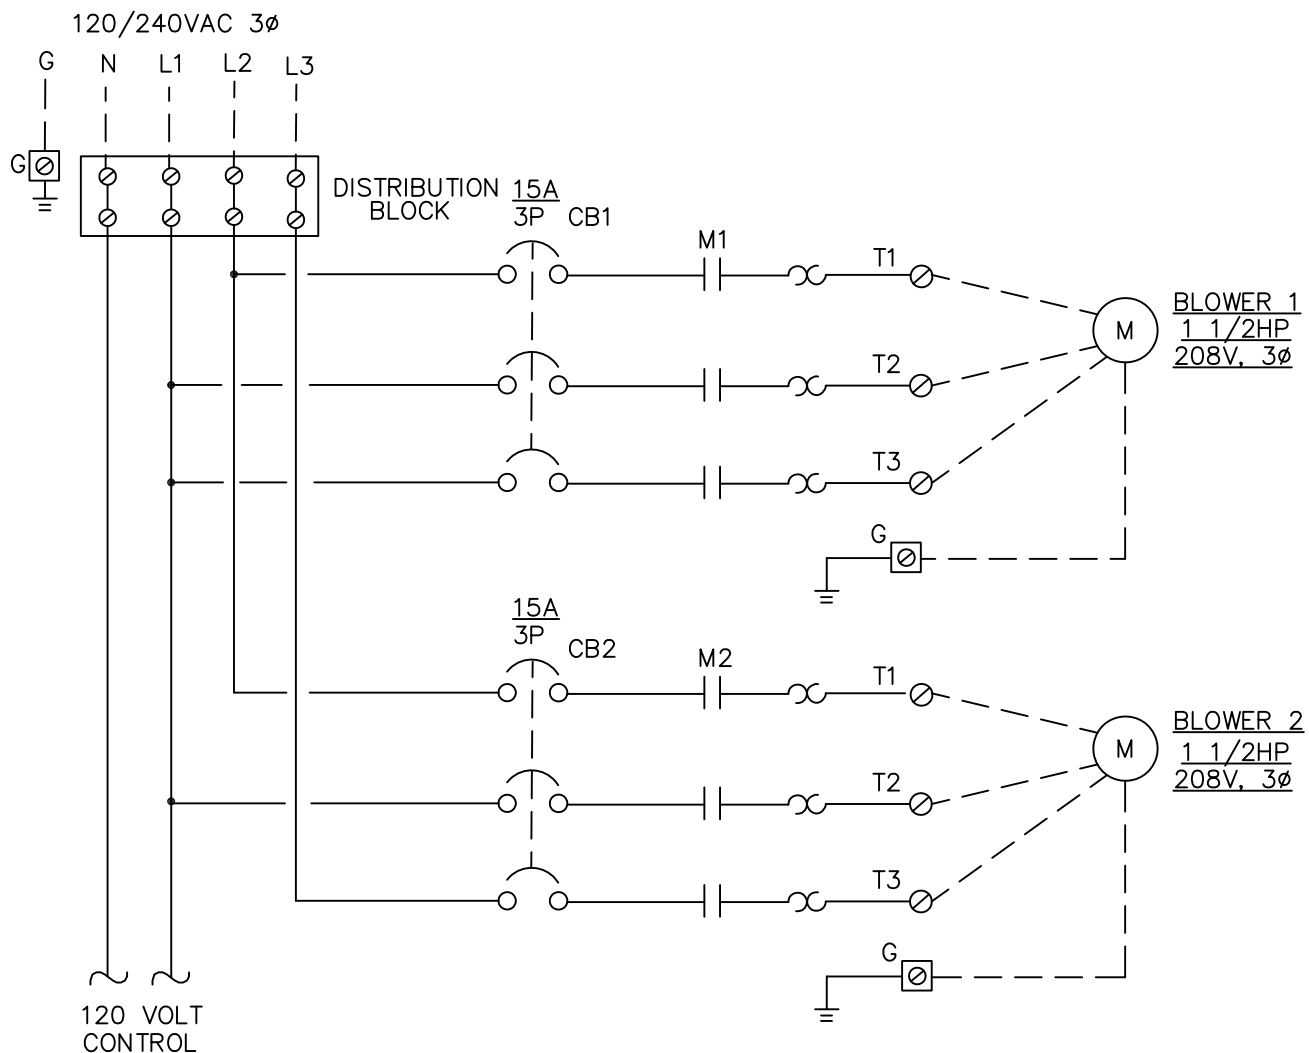 120/240VAC 3ø
G N L1 L2 L3
G
DISTRIBUTION
BLOCK
15A
3P CB1
M1
T1
BLOWER 1
1 1/2HP
208V, 3ø
M
T2
T3
G
15A
3P
CB2
M2
T1
BLOWER 2
1 1/2HP
208V, 3ø
M
T2
T3
G
120 VOLT
CONTROL